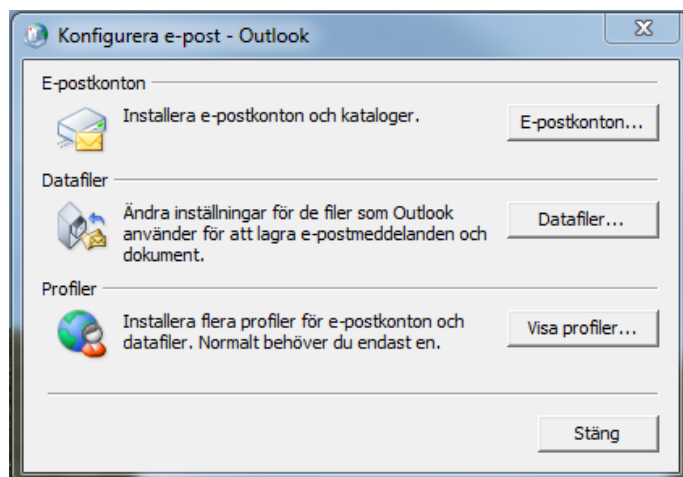 Konfigurera e-post - Outlook
E-postkonton
Installera e-postkonton och kataloger.
E-postkonton...
Datafiler
Ändra inställningar för de filer som Outlook
använder för att lagra e-postmeddelanden och
dokument.
Datafiler...
Profiler
Installera flera profiler för e-postkonton och
datafiler. Normalt behöver du endast en.
Visa profiler...
Stäng